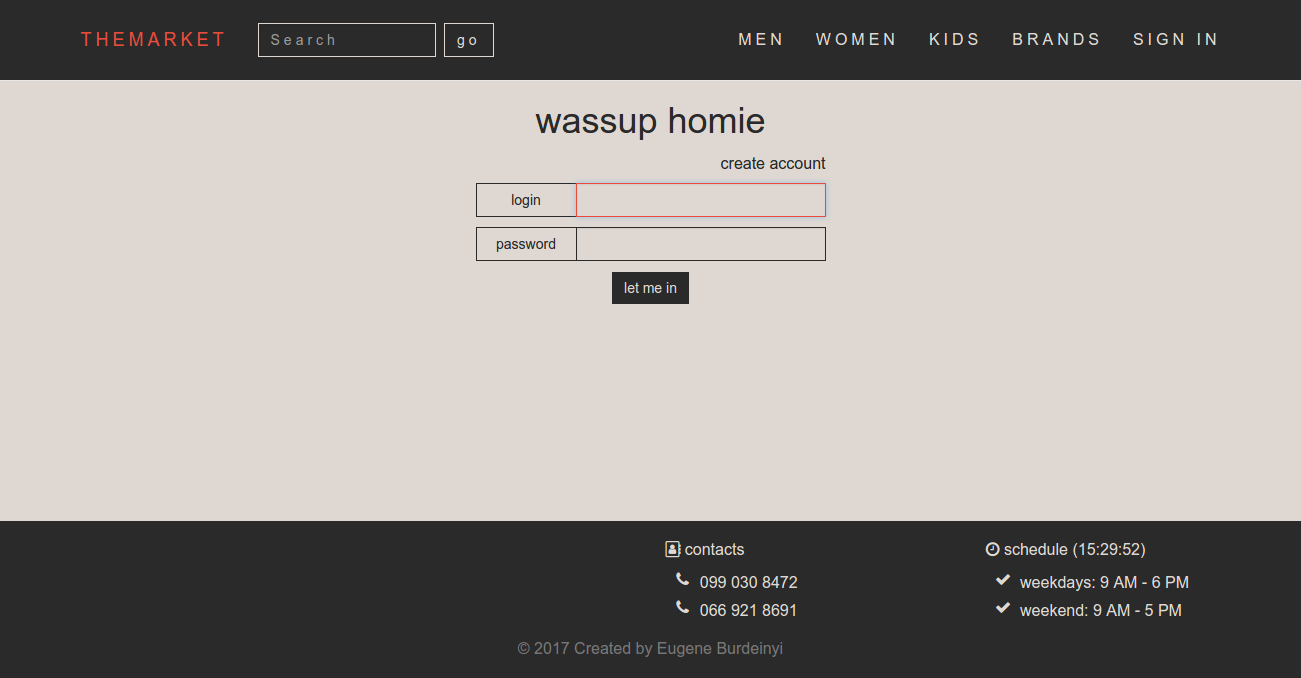 THEMARKET Search go MEN WOMEN KIDS BRANDS SIGN IN
wassup homie
create account
login
password
let me in
contacts
099 030 8472
066 921 8691
schedule (15:29:52)
weekdays: 9 AM - 6 PM
weekend: 9 AM - 5 PM
© 2017 Created by Eugene Burdeinyi